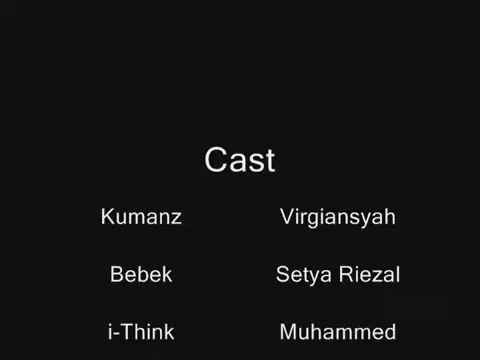 Cast
Kumanz Virgiansyah
Bebek Setya Riezal
i-Think Muhammed